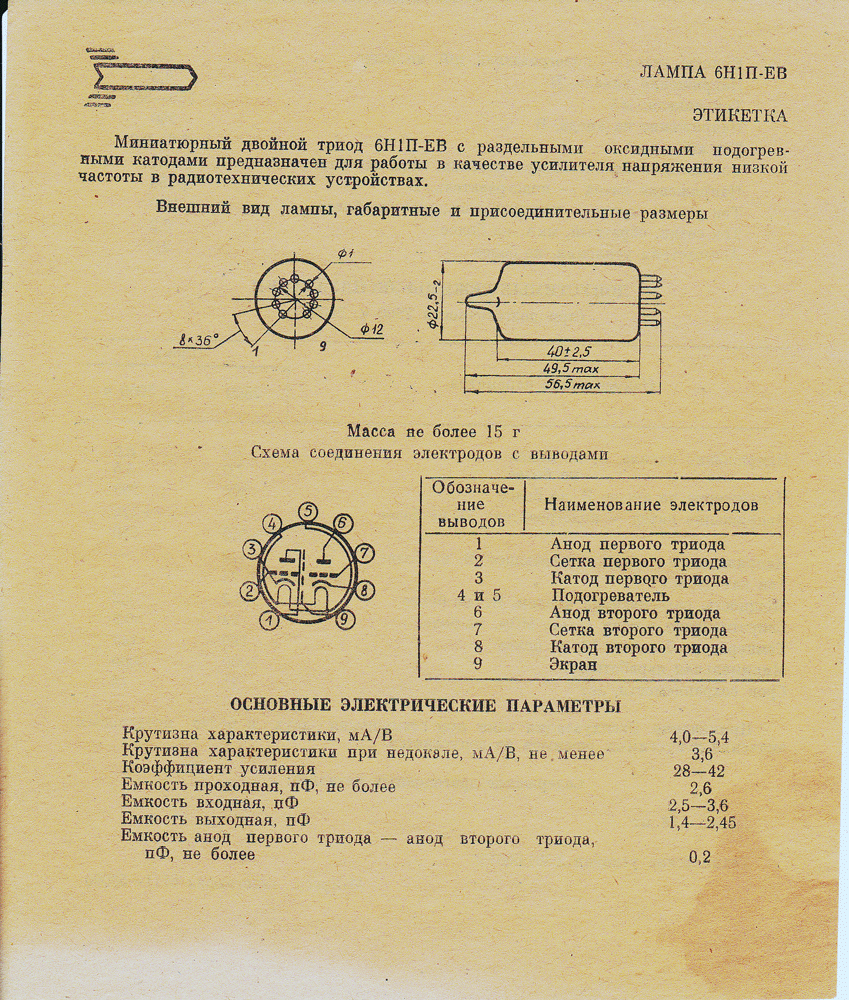 ЛАМПА 6Н1П-ЕВ
ЭТИКЕТКА
Миниатюрный двойной триод 6Н1П-ЕВ с раздельными оксидными подогрев-
ными катодами предназначен для работы в качестве усилителя напряжения низкой
частоты в радиотехнических устройствах.
Внешний вид лампы, габаритные и присоединительные размеры
ф1
ф12
8×36°
1
9
ф22,5-2
40±2,5
49,5max
56,5max
Масса не более 15 г
Схема соединения электродов с выводами
1
2
3
4
5
6
7
8
9
Обозначе-
ние
выводов
Наименование электродов
1 Анод первого триода
2 Сетка первого триода
3 Катод первого триода
4 и 5 Подогреватель
6 Анод второго триода
7 Сетка второго триода
8 Катод второго триода
9 Экран
ОСНОВНЫЕ ЭЛЕКТРИЧЕСКИЕ ПАРАМЕТРЫ
Крутизна характеристики, мА/В 4,0—5,4
Крутизна характеристики при недокале, мА/В, не менее 3,6
Коэффициент усиления 28—42
Емкость проходная, пФ, не более 2,6
Емкость входная, пФ 2,5—3,6
Емкость выходная, пФ 1,4—2,45
Емкость анод первого триода — анод второго триода,
пФ, не более 0,2